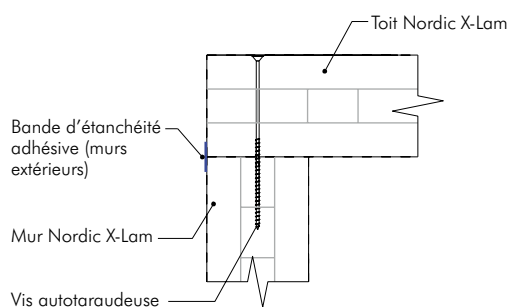 Toit Nordic X-Lam
Bande d'étanchéité
adhésive (murs
extérieurs)
Mur Nordic X-Lam
Vis autotaraudeuse